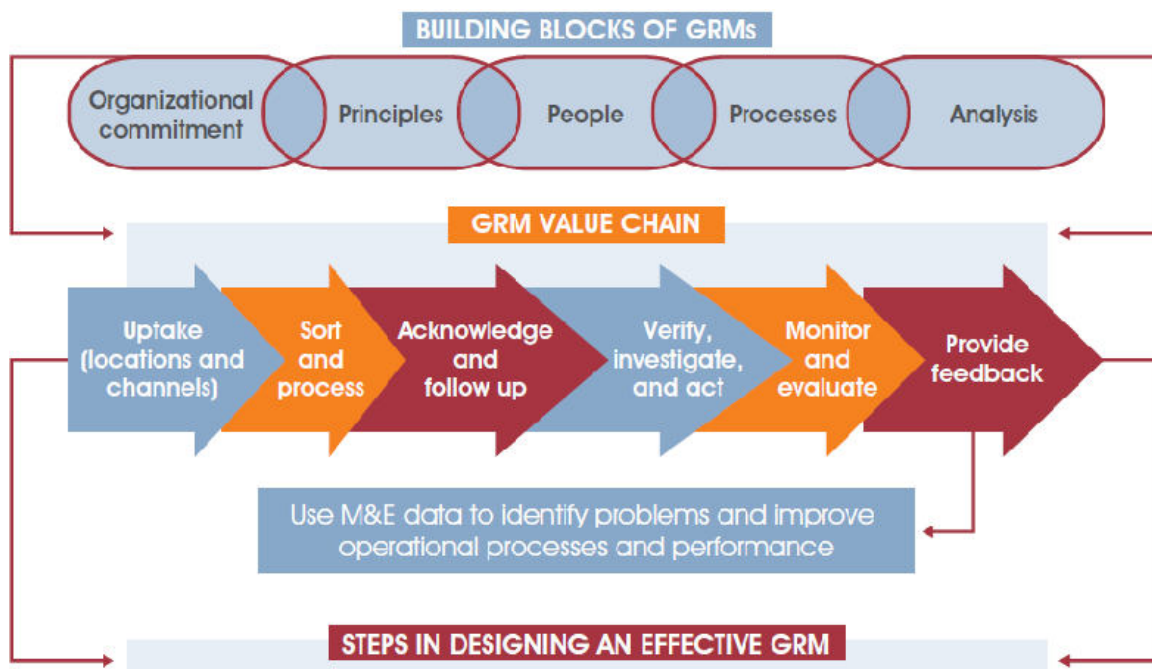 BUILDING BLOCKS OF GRMs
Organizational
commitment
Principles
People
Processes
Analysis
GRM VALUE CHAIN
Uptake
(locations and
channels)
Sort
and
process
Acknowledge
and
follow up
Verify,
investigate,
and act
Monitor
and
evaluate
Provide
feedback
Use M&E data to identify problems and improve
operational processes and performance
STEPS IN DESIGNING AN EFFECTIVE GRM